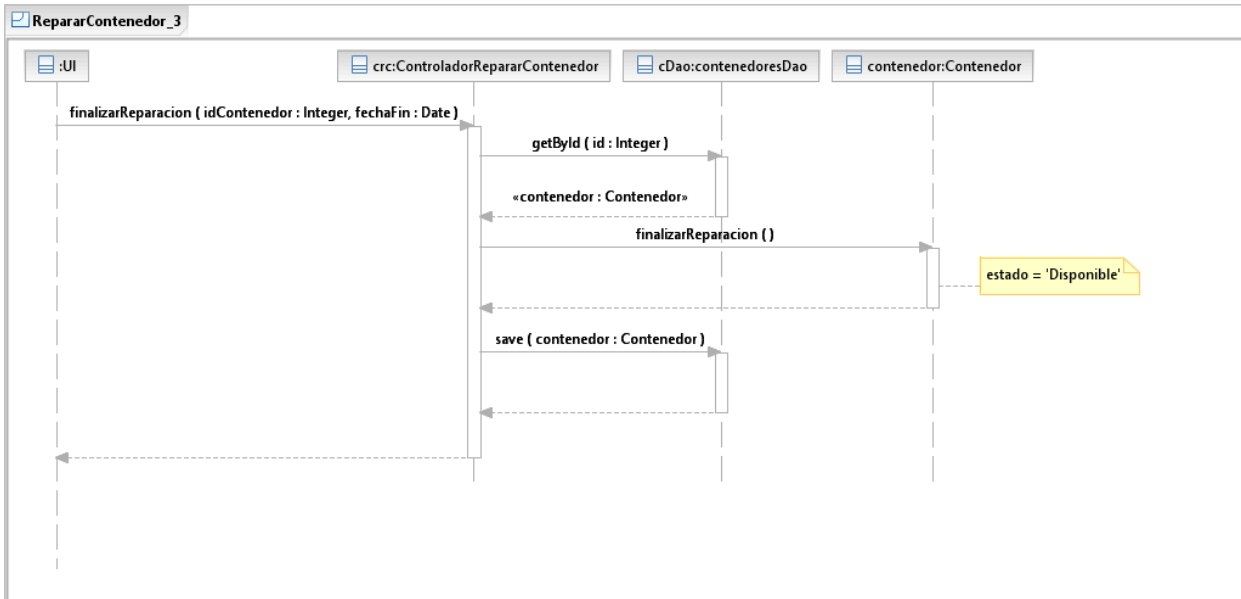 RepararContenedor_3
:UI
crc:ControladorRepararContenedor
cDao:contenedoresDao
contenedor:Contenedor
finalizarReparacion ( idContenedor : Integer, fechaFin : Date )
getById ( id : Integer )
«contenedor : Contenedor»
finalizarReparacion ( )
estado = 'Disponible'
save ( contenedor : Contenedor )